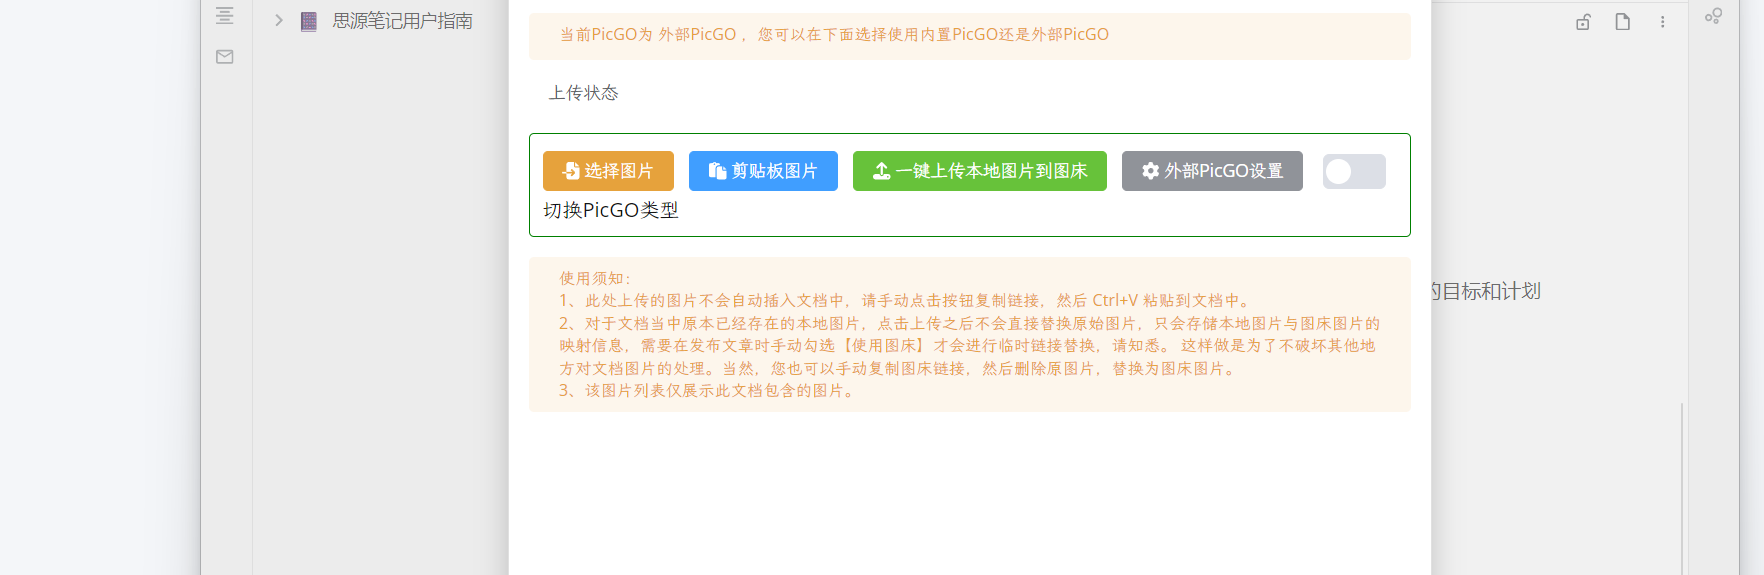 思源笔记用户指南
当前PicGO为 外部PicGO ，您可以在下面选择使用内置PicGO还是外部PicGO
上传状态
选择图片 剪贴板图片 一键上传本地图片到图床 外部PicGO设置
切换PicGO类型
使用须知：
1、此处上传的图片不会自动插入文档中，请手动点击按钮复制链接，然后 Ctrl+V 粘贴到文档中。
2、对于文档当中原本已经存在的本地图片，点击上传之后不会直接替换原始图片，只会存储本地图片与图床图片的
映射信息，需要在发布文章时手动勾选【使用图床】才会进行临时链接替换，请知悉。 这样做是为了不破坏其他地
方对文档图片的处理。当然，您也可以手动复制图床链接，然后删除原图片，替换为图床图片。
3、该图片列表仅展示此文档包含的图片。
的目标和计划